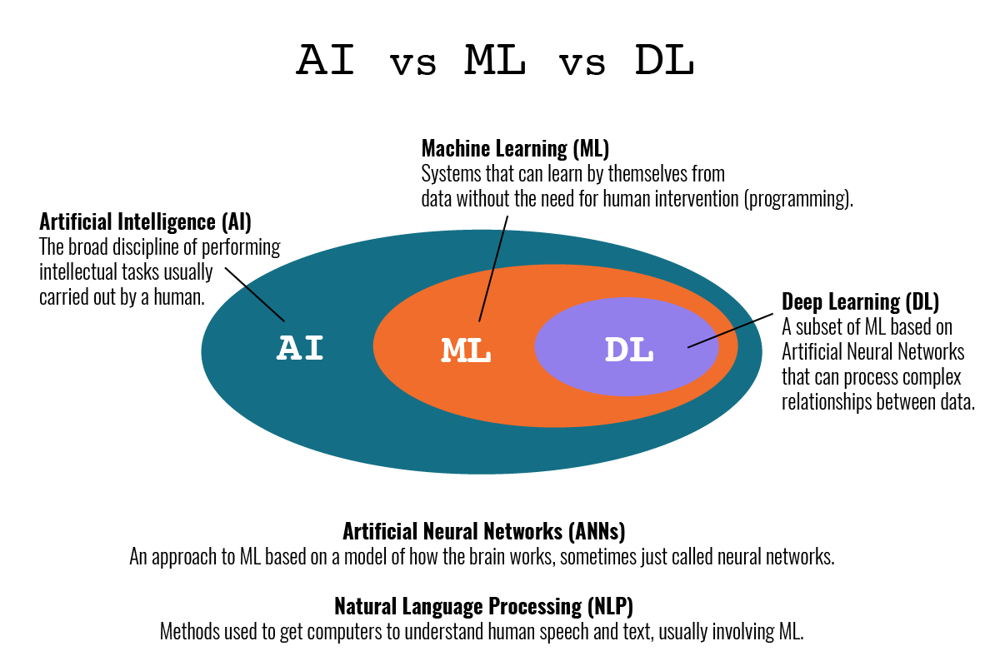 AI vs ML vs DL
Machine Learning (ML)
Systems that can learn by themselves from
data without the need for human intervention (programming).
Artificial Intelligence (AI)
The broad discipline of performing
intellectual tasks usually
carried out by a human.
AI
ML
DL
Deep Learning (DL)
A subset of ML based on
Artificial Neural Networks
that can process complex
relationships between data.
Artificial Neural Networks (ANNs)
An approach to ML based on a model of how the brain works, sometimes just called neural networks.
Natural Language Processing (NLP)
Methods used to get computers to understand human speech and text, usually involving ML.